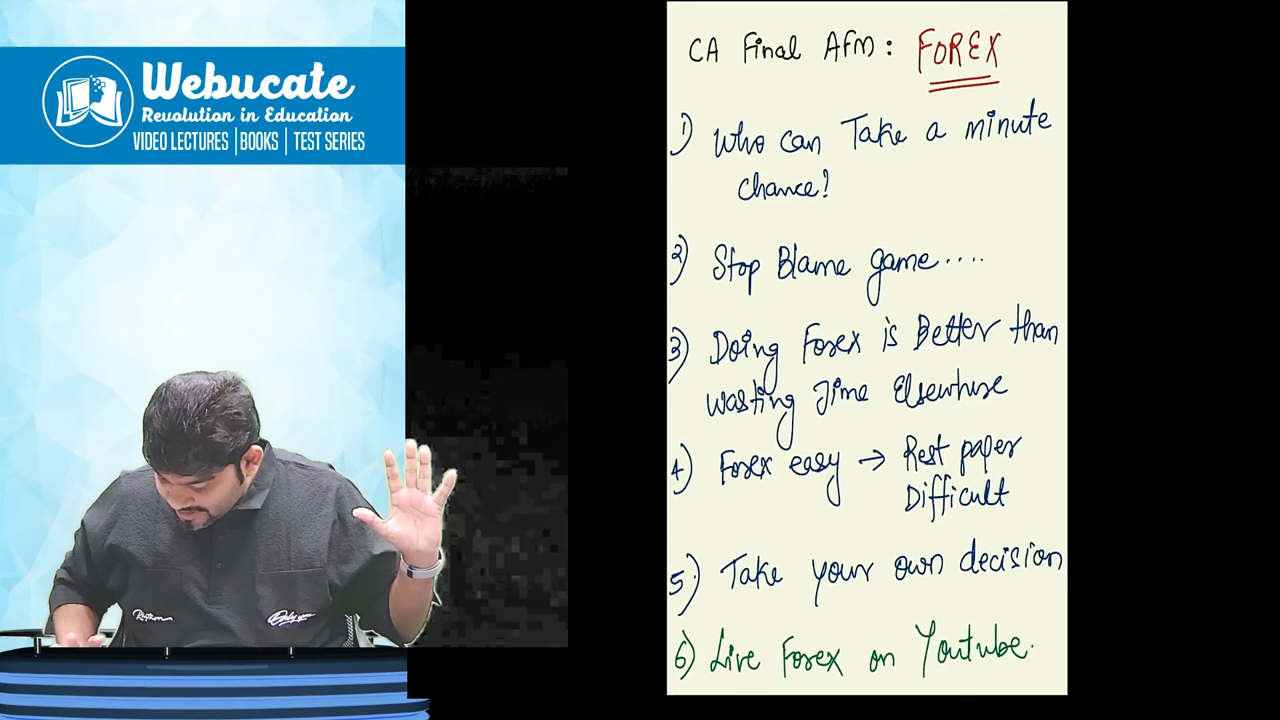 Webucate
Revolution in Education
VIDEO LECTURES | BOOKS | TEST SERIES
CA Final AFM: FOREX
1) Who can Take a minute
chance?
2) Stop Blame game....
3) Doing Forex is Better than
wasting Time Elsewhere
4) Forex easy → Rest paper
Difficult
5) Take your own decision
6) Live Forex on Youtube.